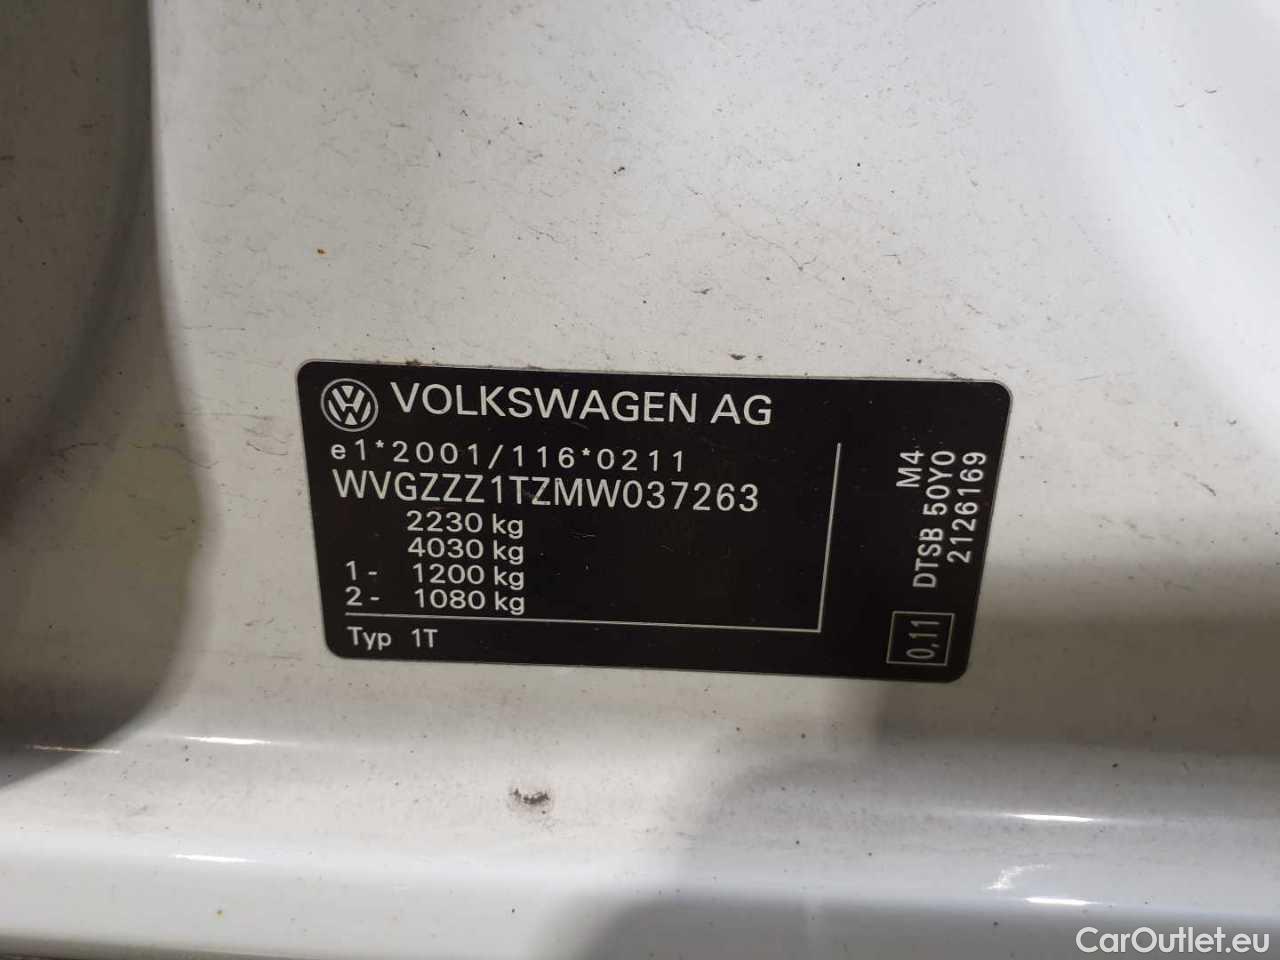 VOLKSWAGEN AG
e1*2001/116*0211
WVGZZZ1TZMW037263
2230 kg
4030 kg
1- 1200 kg
2- 1080 kg
Typ 1T
M4
DTSB 50Y0
2126169
0,11
CarOutlet.eu